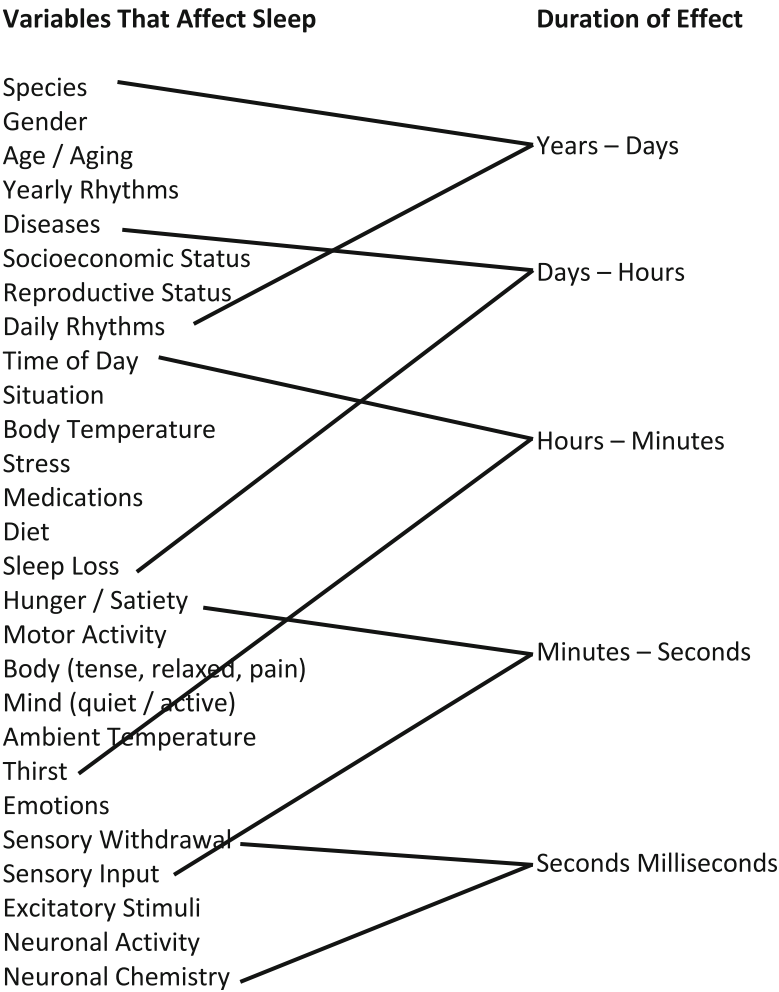 Variables That Affect Sleep
Duration of Effect
Species
Gender
Age / Aging
Yearly Rhythms
Diseases
Socioeconomic Status
Reproductive Status
Daily Rhythms
Time of Day
Situation
Body Temperature
Stress
Medications
Diet
Sleep Loss
Hunger / Satiety
Motor Activity
Body (tense, relaxed, pain)
Mind (quiet / active)
Ambient Temperature
Thirst
Emotions
Sensory Withdrawal
Sensory Input
Excitatory Stimuli
Neuronal Activity
Neuronal Chemistry
Years – Days
Days – Hours
Hours – Minutes
Minutes – Seconds
Seconds Milliseconds